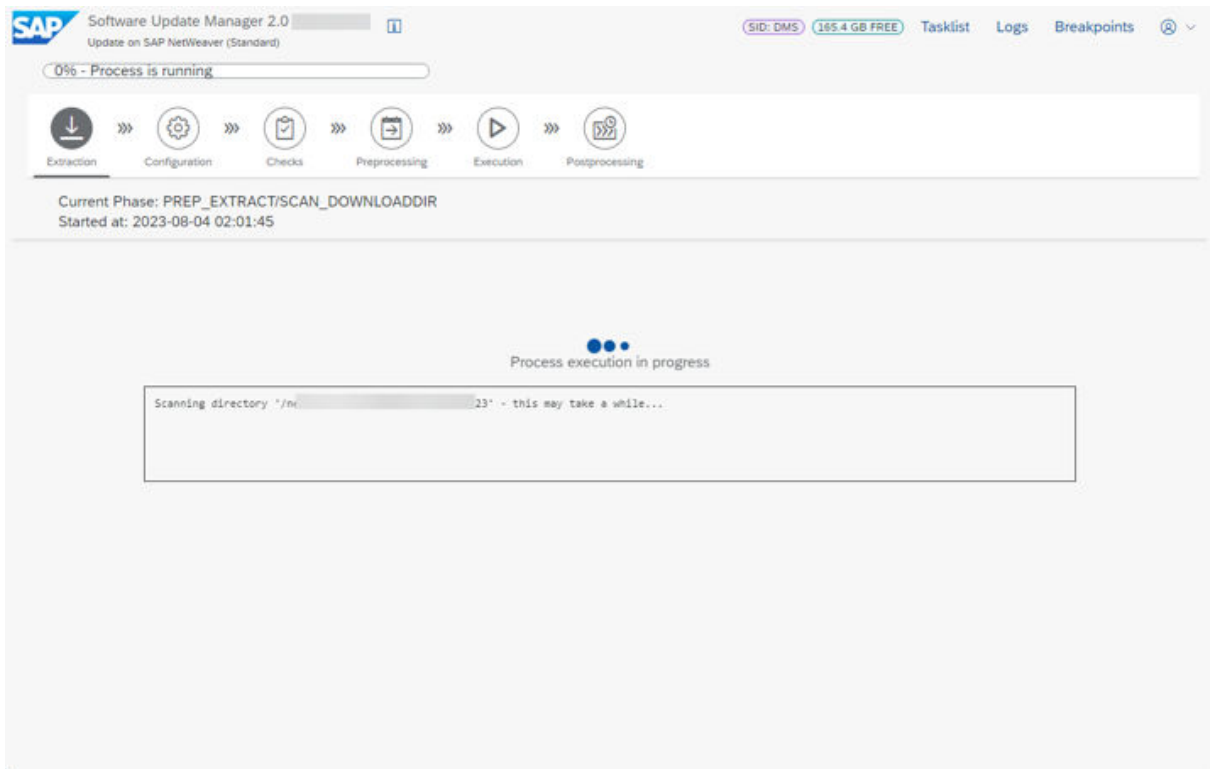 SAP Software Update Manager 2.0
Update on SAP NetWeaver (Standard)
SID: DMS 165.4 GB FREE Tasklist Logs Breakpoints
0% - Process is running
Extraction Configuration Checks Preprocessing Execution Postprocessing
Current Phase: PREP_EXTRACT/SCAN_DOWNLOADDIR
Started at: 2023-08-04 02:01:45
Process execution in progress
Scanning directory '/ 23' - this may take a while...